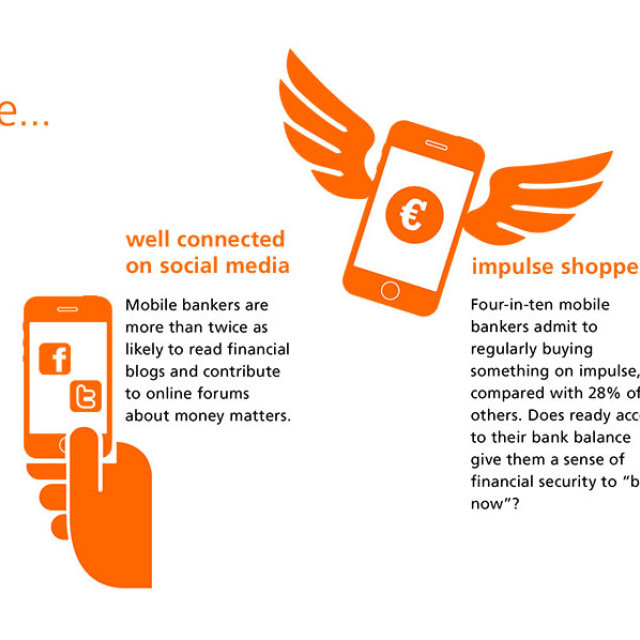 e...
well connected
on social media
Mobile bankers are
more than twice as
likely to read financial
blogs and contribute
to online forums
about money matters.
impulse shoppe
Four-in-ten mobile
bankers admit to
regularly buying
something on impulse,
compared with 28% of
others. Does ready acc
to their bank balance
give them a sense of
financial security to “b
now”?